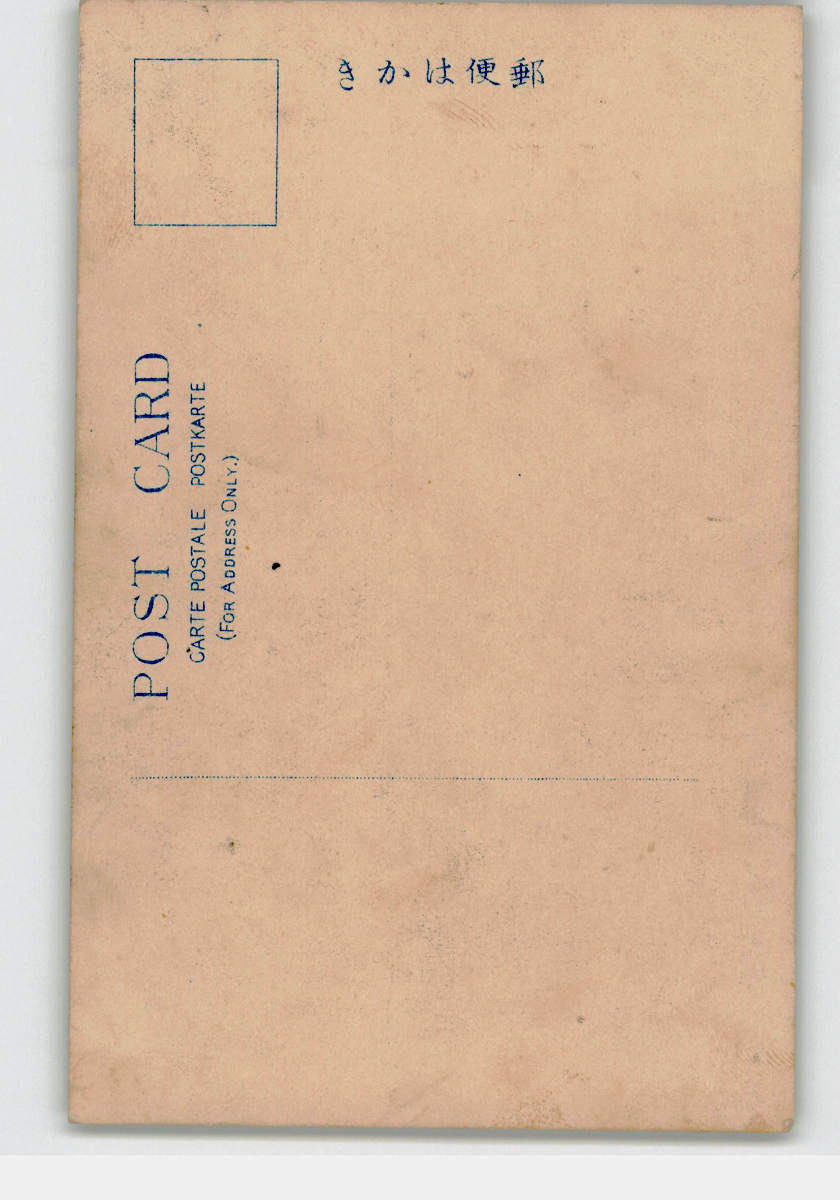 きかは便郵
POST CARD
CARTE POSTALE POSTKARTE
(FOR ADDRESS ONLY.)